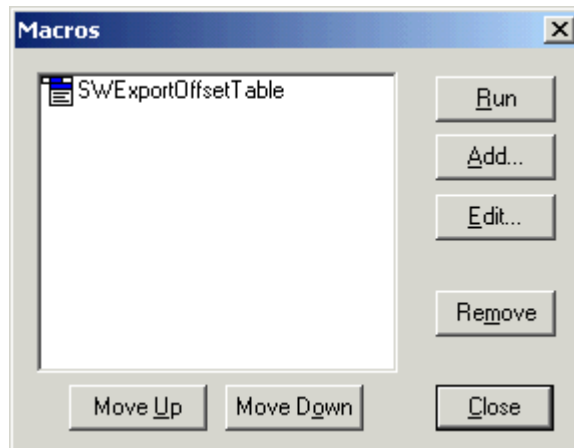 Macros
SWExportOffsetTable
Run
Add...
Edit...
Remove
Move Up
Move Down
Close